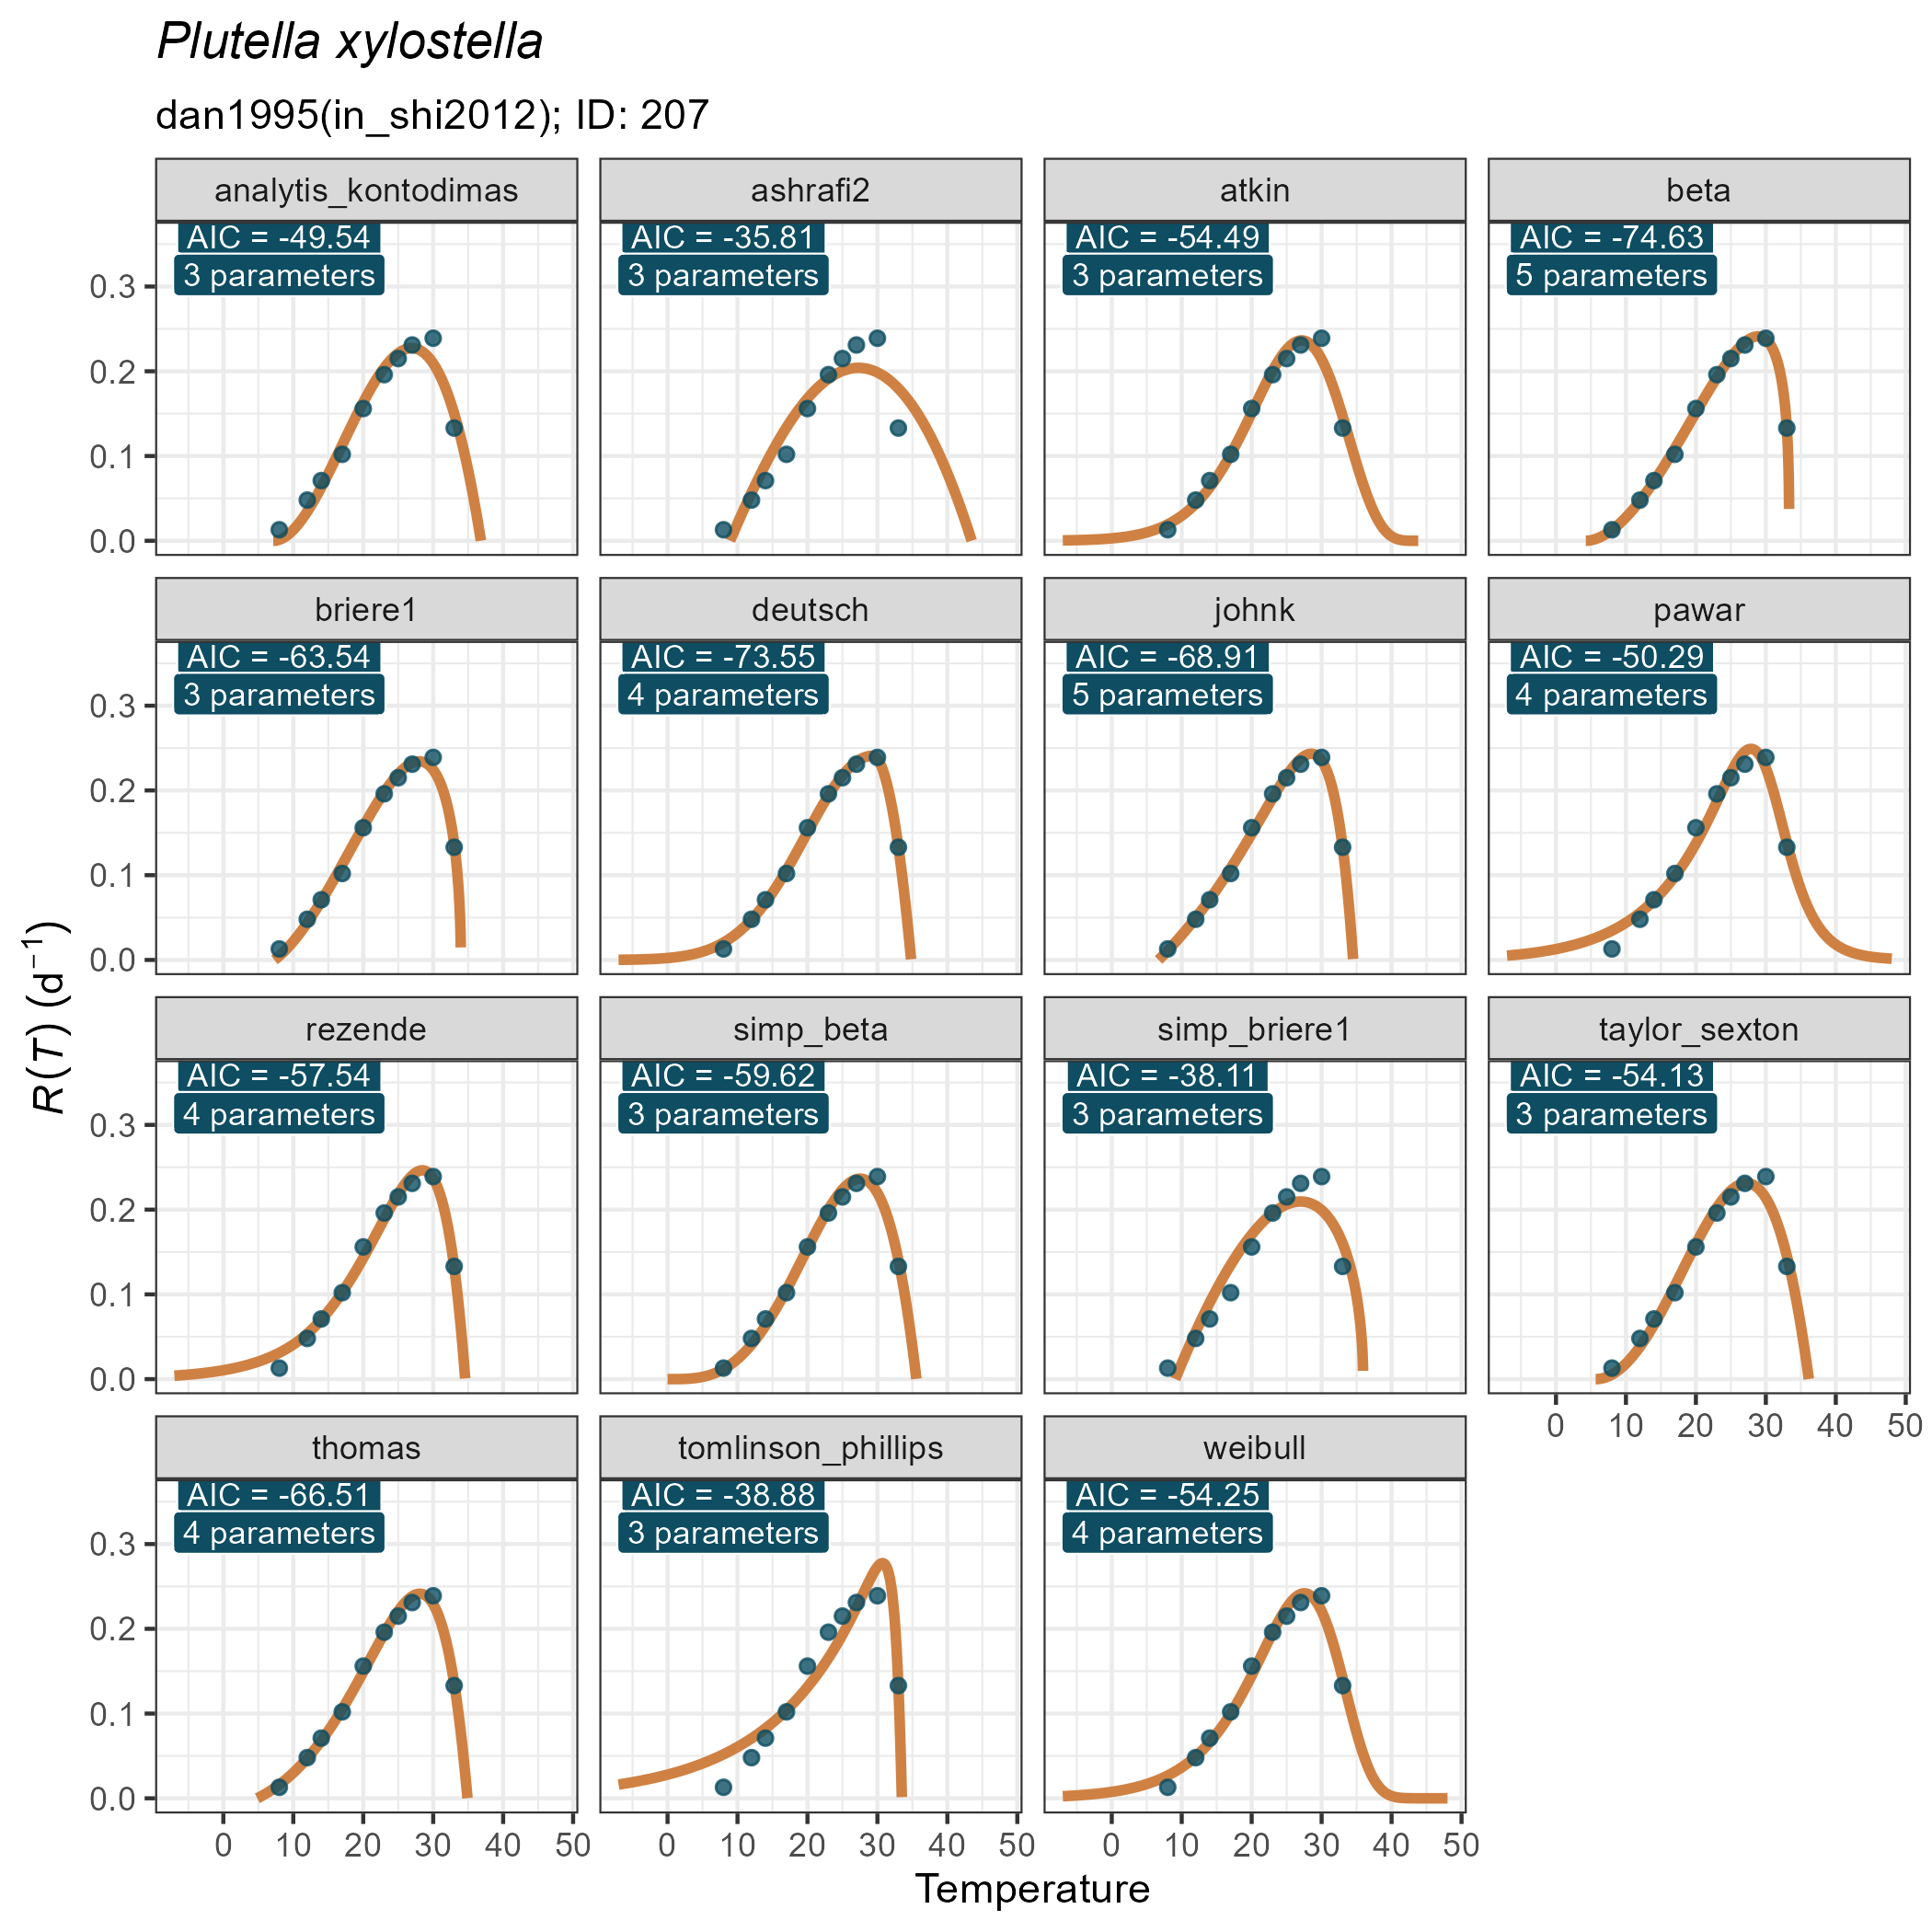 Plutella xylostella
dan1995(in_shi2012); ID: 207
analytis_kontodimas
ashrafi2
atkin
beta
AIC = -49.54
3 parameters
AIC = -35.81
3 parameters
AIC = -54.49
3 parameters
AIC = -74.63
5 parameters
0.3
0.2
0.1
0.0
briere1
deutsch
johnk
pawar
AIC = -63.54
3 parameters
AIC = -73.55
4 parameters
AIC = -68.91
5 parameters
AIC = -50.29
4 parameters
0.3
0.2
0.1
0.0
R(T) (d⁻¹)
rezende
simp_beta
simp_briere1
taylor_sexton
AIC = -57.54
4 parameters
AIC = -59.62
3 parameters
AIC = -38.11
3 parameters
AIC = -54.13
3 parameters
0.3
0.2
0.1
0.0
0 10 20 30 40 50
thomas
tomlinson_phillips
weibull
AIC = -66.51
4 parameters
AIC = -38.88
3 parameters
AIC = -54.25
4 parameters
0.3
0.2
0.1
0.0
0 10 20 30 40 50
0 10 20 30 40 50
0 10 20 30 40 50
Temperature